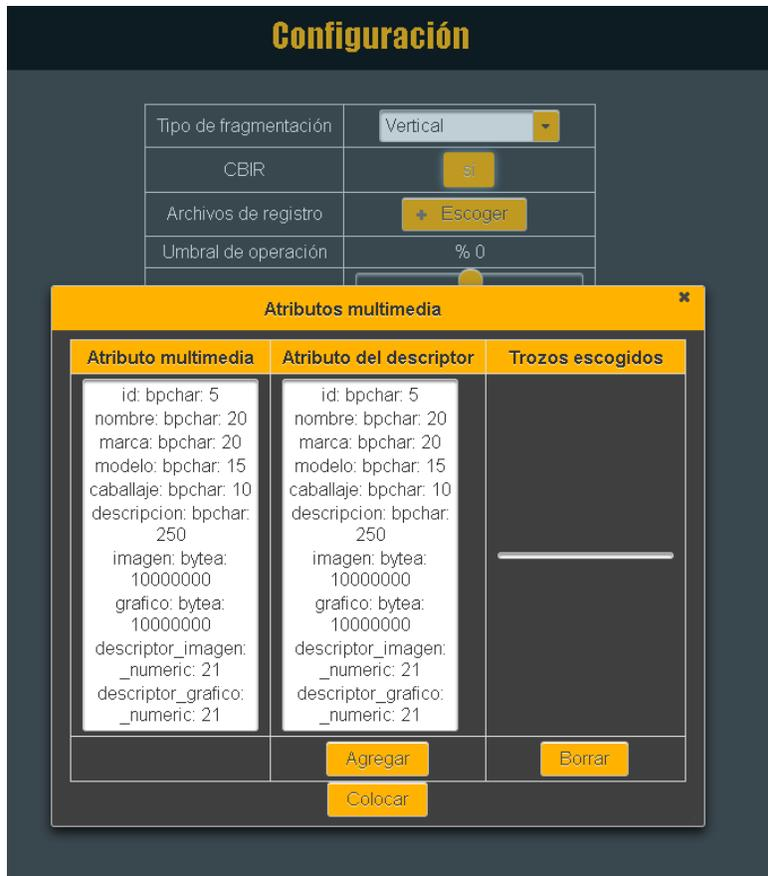 Configuración
Tipo de fragmentación
Vertical
CBIR
sí
Archivos de registro
+ Escoger
Umbral de operación
% 0
Atributos multimedia
Atributo multimedia
Atributo del descriptor
Trozos escogidos
id: bpchar: 5
nombre: bpchar: 20
marca: bpchar: 20
modelo: bpchar: 15
caballaje: bpchar: 10
descripcion: bpchar:
250
imagen: bytea:
10000000
grafico: bytea:
10000000
descriptor_imagen:
_numeric: 21
descriptor_grafico:
_numeric: 21
id: bpchar: 5
nombre: bpchar: 20
marca: bpchar: 20
modelo: bpchar: 15
caballaje: bpchar: 10
descripcion: bpchar:
250
imagen: bytea:
10000000
grafico: bytea:
10000000
descriptor_imagen:
_numeric: 21
descriptor_grafico:
_numeric: 21
Agregar
Borrar
Colocar